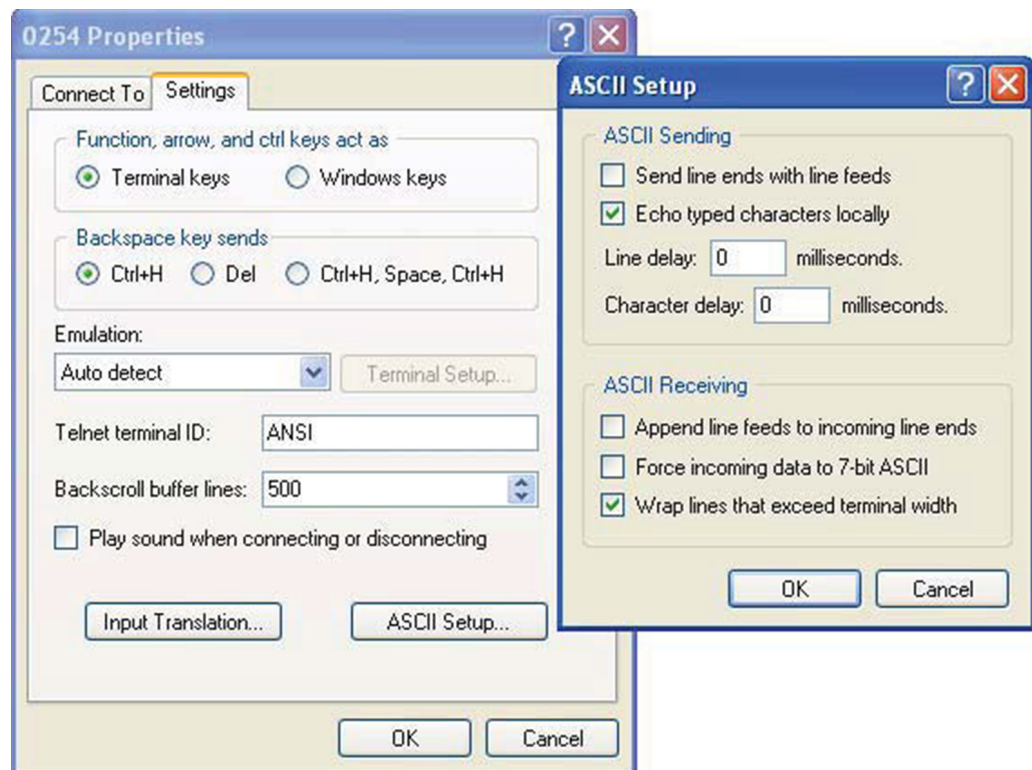 0254 Properties
Connect To
Settings
Function, arrow, and ctrl keys act as
Terminal keys
Windows keys
Backspace key sends
Ctrl+H
Del
Ctrl+H, Space, Ctrl+H
Emulation:
Auto detect
Terminal Setup...
Telnet terminal ID:
ANSI
Backscroll buffer lines:
500
Play sound when connecting or disconnecting
Input Translation...
ASCII Setup...
OK
Cancel
ASCII Setup
ASCII Sending
Send line ends with line feeds
Echo typed characters locally
Line delay: 0 milliseconds.
Character delay: 0 milliseconds.
ASCII Receiving
Append line feeds to incoming line ends
Force incoming data to 7-bit ASCII
Wrap lines that exceed terminal width
OK
Cancel